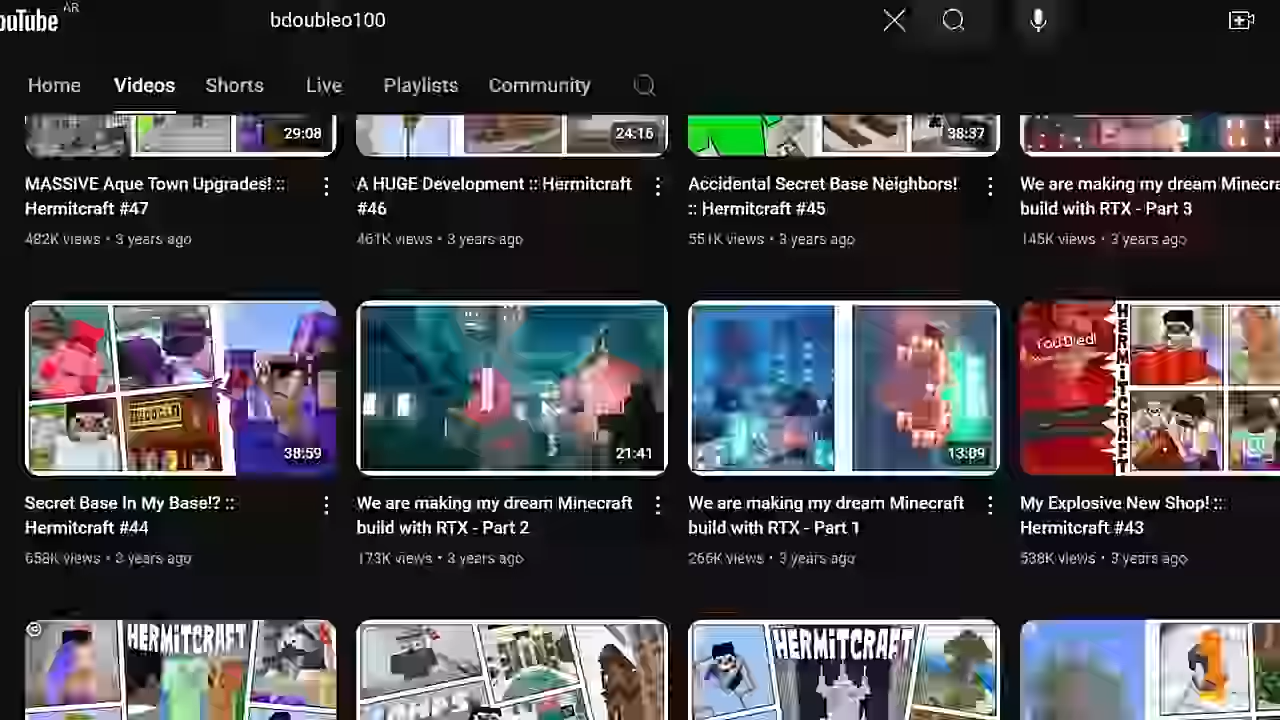 ouTube AR
bdoubleo100
Home Videos Shorts Live Playlists Community
29:08
24:16
38:37
MASSIVE Aque Town Upgrades! ::
Hermitcraft #47
482K views • 3 years ago
A HUGE Development :: Hermitcraft
#46
461K views • 3 years ago
Accidental Secret Base Neighbors!
:: Hermitcraft #45
551K views • 3 years ago
We are making my dream Minecra
build with RTX - Part 3
145K views • 3 years ago
38:59
21:41
13:09
You Died!
HERMITCRAFT
Secret Base In My Base!? ::
Hermitcraft #44
658K views • 3 years ago
We are making my dream Minecraft
build with RTX - Part 2
173K views • 3 years ago
We are making my dream Minecraft
build with RTX - Part 1
266K views • 3 years ago
My Explosive New Shop! ::
Hermitcraft #43
538K views • 3 years ago
HERMITCRAFT
HERMITCRAFT